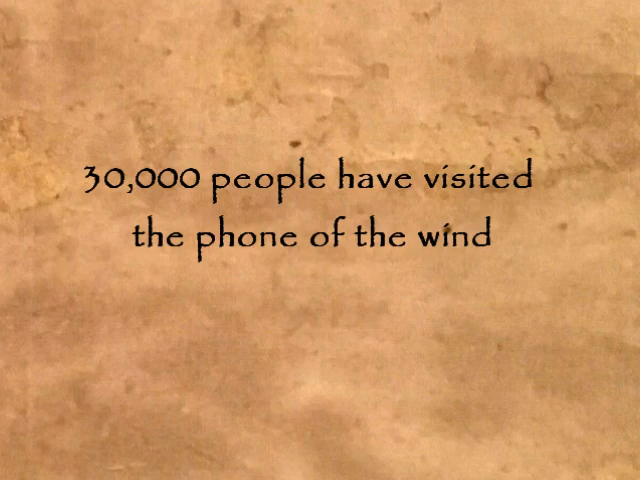 30,000 people have visited
the phone of the wind